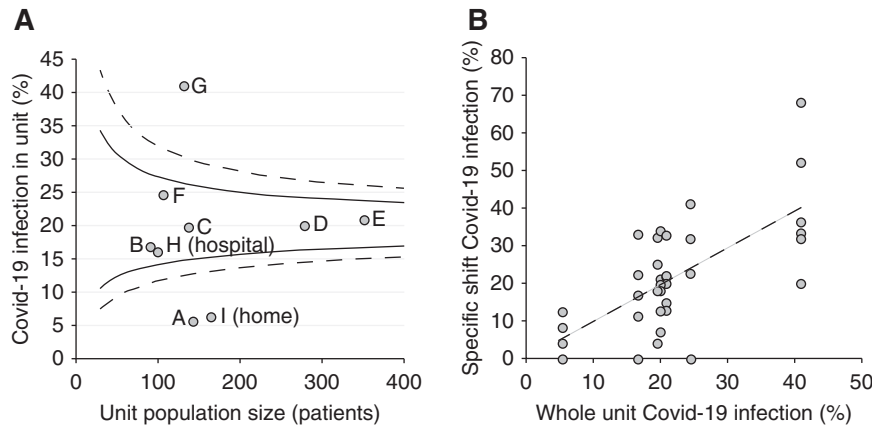 A
Covid-19 infection in unit (%)
45
40
35
30
25
20
15
10
5
0
G
F
C
D
E
B
H (hospital)
A
I (home)
0 100 200 300 400
Unit population size (patients)
B
Specific shift Covid-19 infection (%)
80
70
60
50
40
30
20
10
0
0 10 20 30 40 50
Whole unit Covid-19 infection (%)